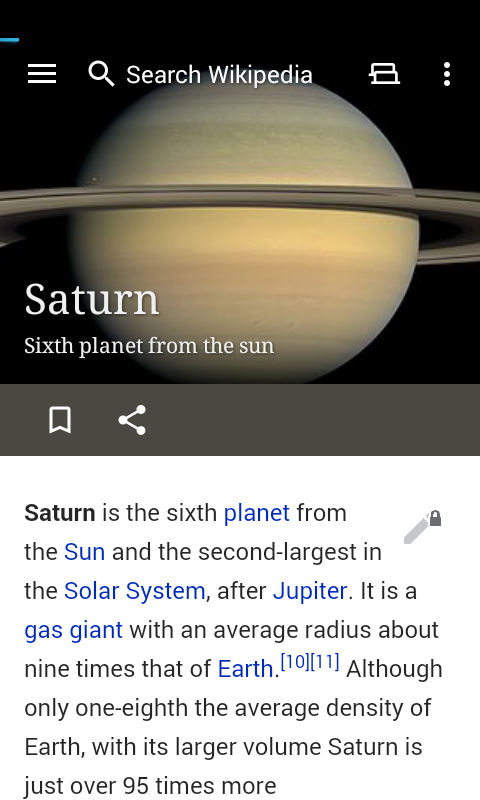 Search Wikipedia
Saturn
Sixth planet from the sun
Saturn is the sixth planet from
the Sun and the second-largest in
the Solar System, after Jupiter. It is a
gas giant with an average radius about
nine times that of Earth.[10][11] Although
only one-eighth the average density of
Earth, with its larger volume Saturn is
just over 95 times more